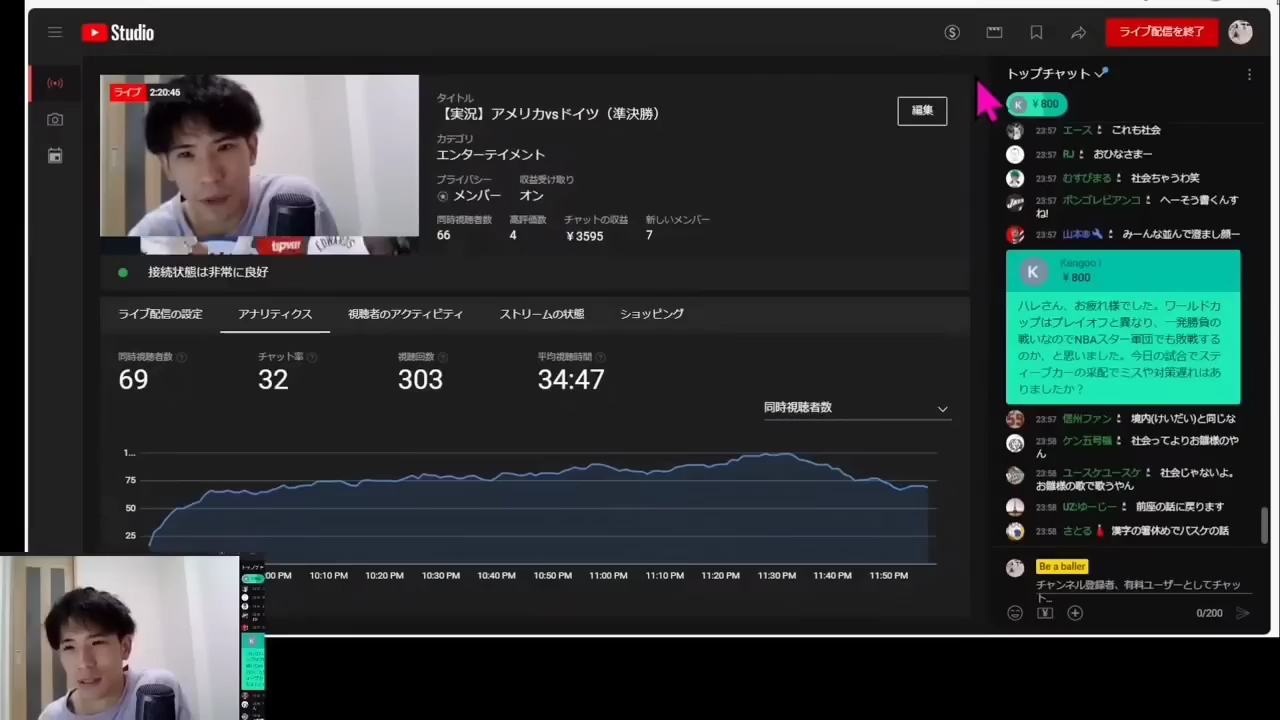 Studio
ライブ配信を終了
ライブ 2:20:45
タイトル
【実況】アメリカvsドイツ（準決勝）
編集
カテゴリ
エンターテイメント
プライバシー 収益受け取り
メンバー オン
同時視聴者数 高評価数 チャットの収益 新しいメンバー
66 4 ￥3595 7
接続状態は非常に良好
ライブ配信の設定 アナリティクス 視聴者のアクティビティ ストリームの状態 ショッピング
同時視聴者数 チャット率 視聴回数 平均視聴時間
69 32 303 34:47
同時視聴者数
1...
75
50
25
00 PM 10:10 PM 10:20 PM 10:30 PM 10:40 PM 10:50 PM 11:00 PM 11:10 PM 11:20 PM 11:30 PM 11:40 PM 11:50 PM
トップチャット
K ￥800
23:57 エース これも社会
23:57 RJ おひなさまー
23:57 むすびまる 社会ちゃうわ笑
23:57 ボンゴレビアンコ へーそう書くんす
ね!
23:57 山本 みーんな並んで澄まし顔ー
K Kengoo i
￥800
ハレさん、お疲れ様でした。ワールドカ
ップはプレイオフと異なり、一発勝負の
戦いなのでNBAスター軍団でも敗戦する
のか、と思いました。今日の試合でステ
ィーブカーの采配でミスや対策遅れはあ
りましたか？
23:57 信州ファン 境内(けいだい)と同じな
23:58 ケン五号機 社会ってよりお雛様のや
ん
23:58 ユースケユースケ 社会じゃないよ。
お雛様の歌で歌うやん
23:58 UZ:ゆーじー 前座の話に戻ります
23:58 さとる 漢字の箸休めでバスケの話
Be a baller
チャンネル登録者、有料ユーザーとしてチャッ
ト...
0/200